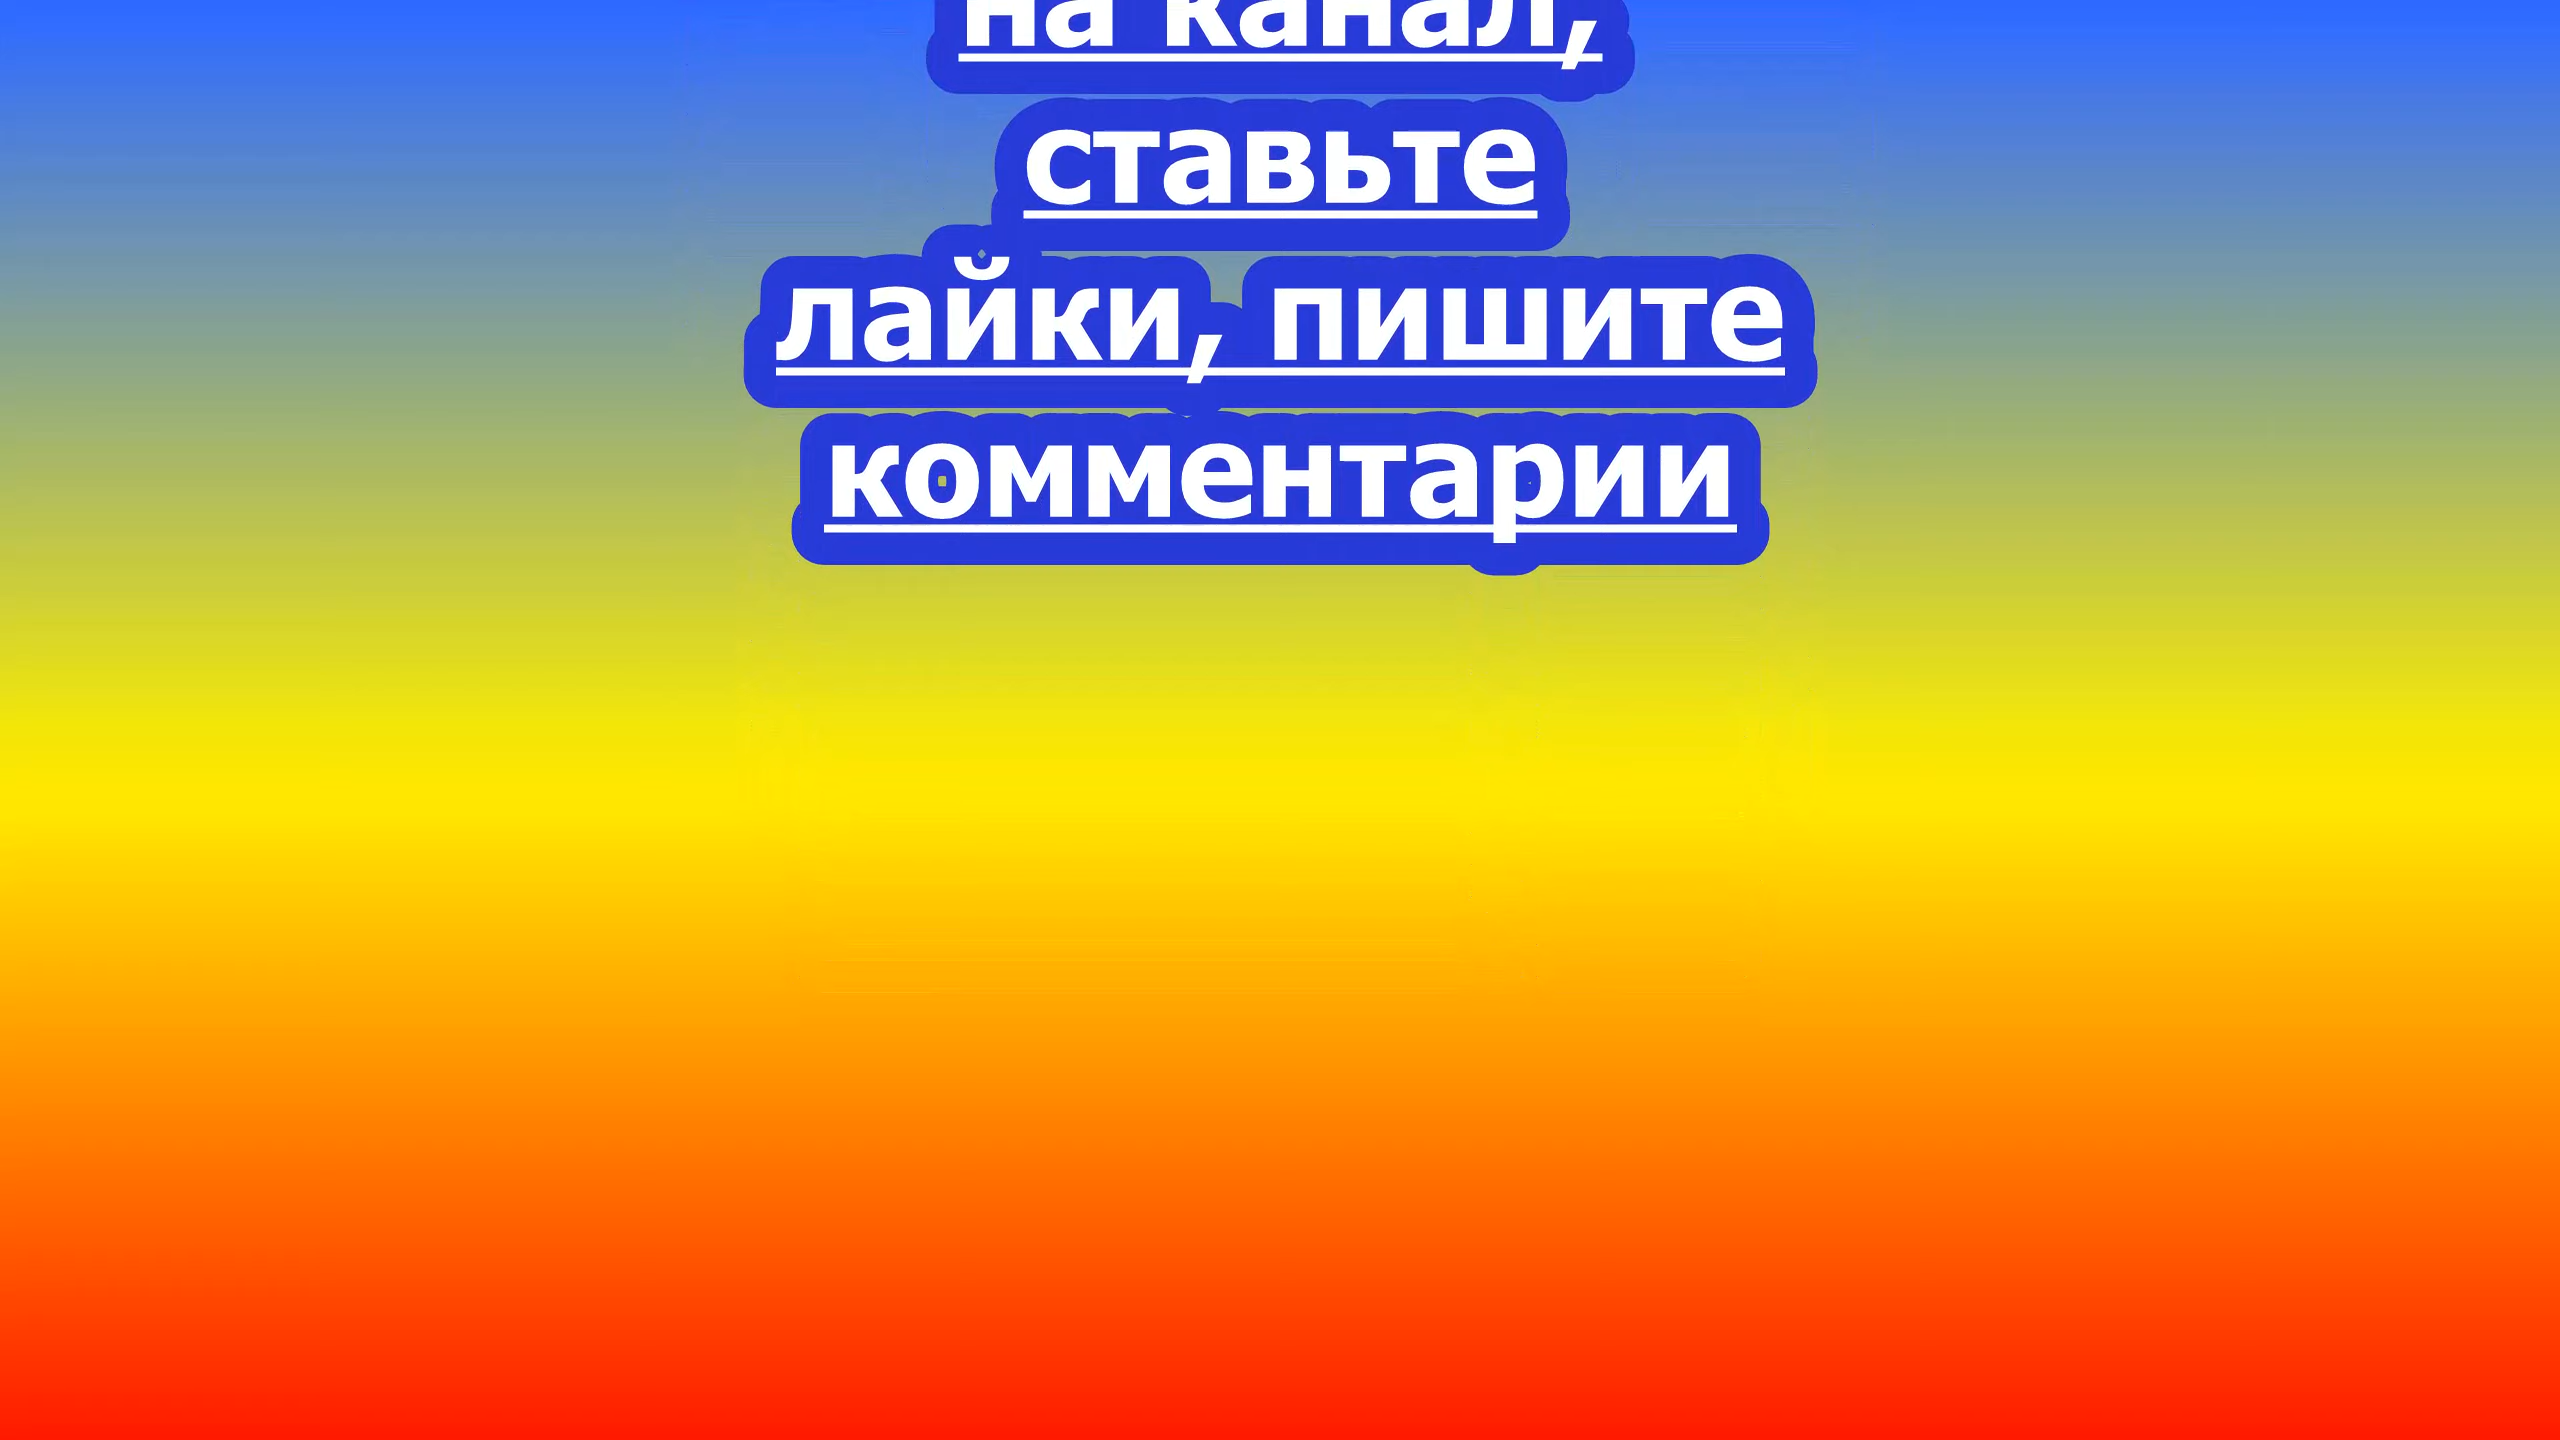 на канал,
ставьте
лайки, пишите
комментарии